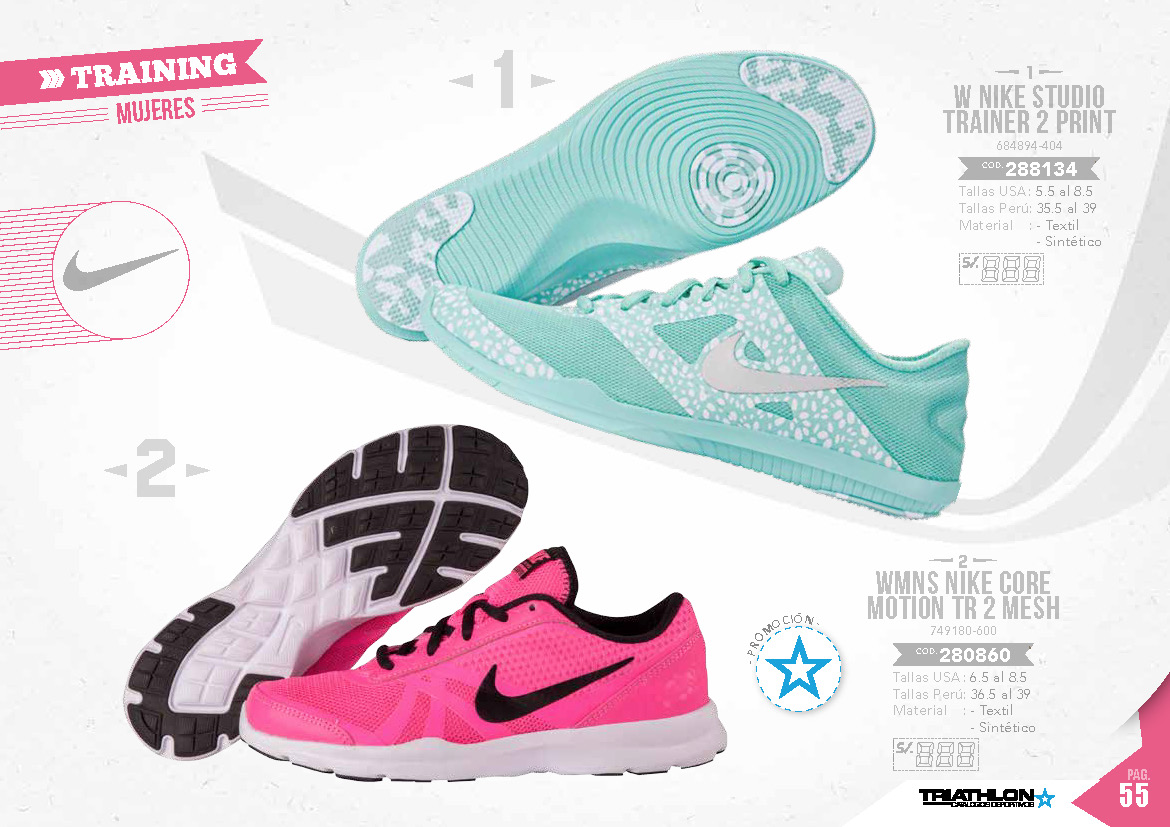 TRAINING
MUJERES
1
1
W NIKE STUDIO
TRAINER 2 PRINT
684894-404
COD. 288134
Tallas USA: 5.5 al 8.5
Tallas Perú: 35.5 al 39
Material : - Textil
- Sintético
S/. 888
2
2
WMNS NIKE CORE
MOTION TR 2 MESH
749180-600
COD. 280860
Tallas USA: 6.5 al 8.5
Tallas Perú: 36.5 al 39
Material : - Textil
- Sintético
S/. 888
- PROMOCIÓN -
TRIATHLON
CATÁLOGOS DEPORTIVOS
PAG.
55